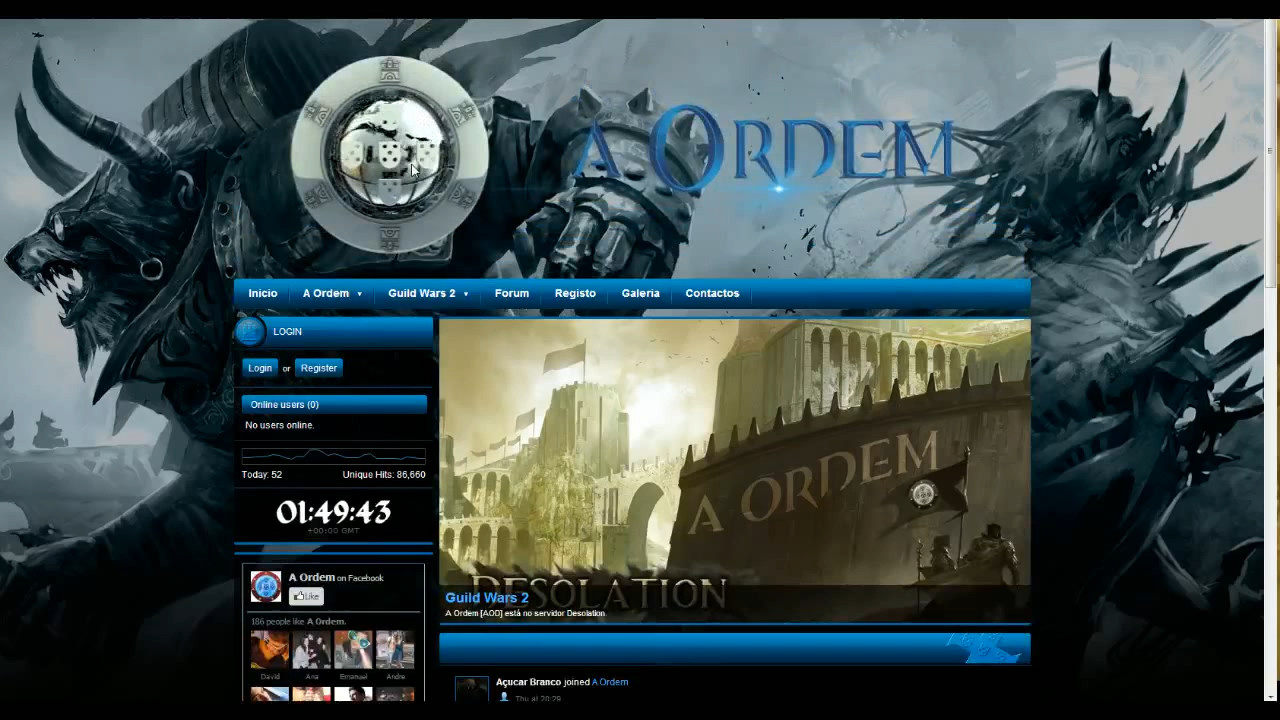 A ORDEM
Inicio A Ordem Guild Wars 2 Forum Registo Galeria Contactos
LOGIN
Login or Register
Online users (0)
No users online.
Today: 52 Unique Hits: 86,660
01:49:43
+00:00 GMT
A Ordem on Facebook
Like
186 people like A Ordem.
David Ana Emanuel Andre
A ORDEM
DESOLATION
Guild Wars 2
A Ordem [AOD] está no servidor Desolation.
Açucar Branco joined A Ordem
Thu at 20:29